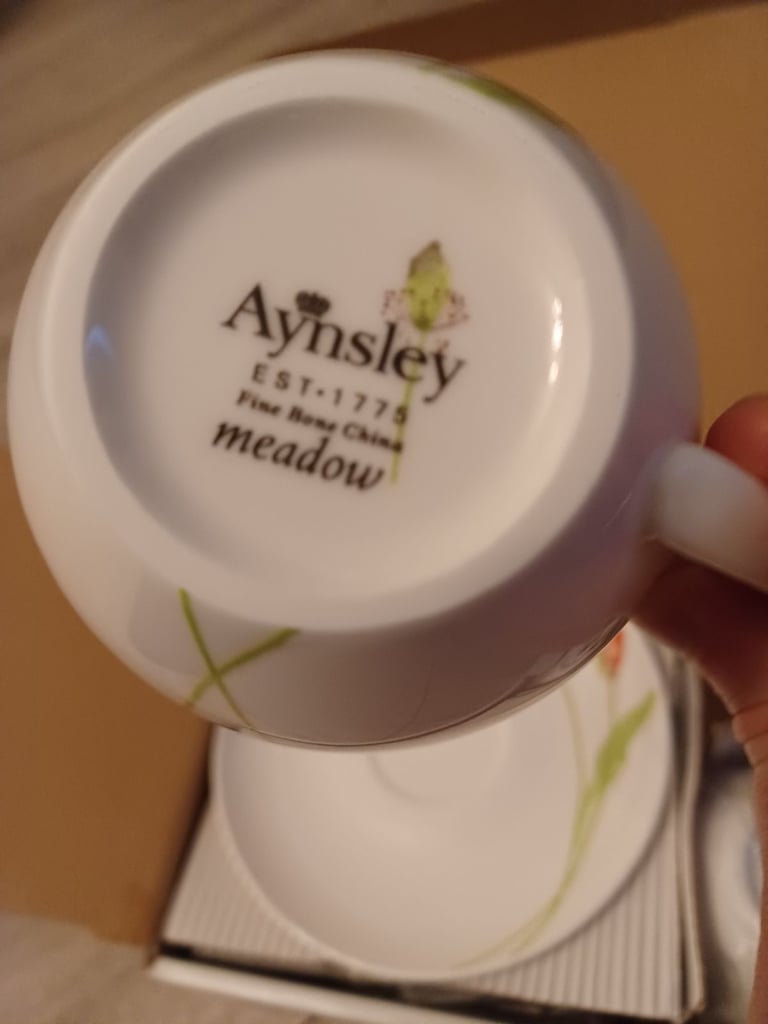 Aynsley
EST•1775
Fine Bone China
meadow